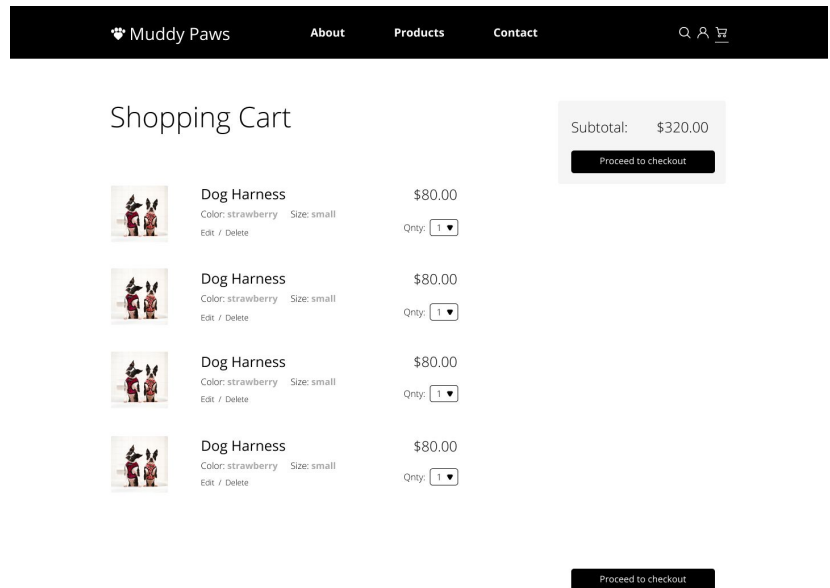 Muddy Paws About Products Contact
Shopping Cart
Subtotal: $320.00
Proceed to checkout
Dog Harness $80.00
Color: strawberry Size: small
Edit / Delete Qnty: 1
Dog Harness $80.00
Color: strawberry Size: small
Edit / Delete Qnty: 1
Dog Harness $80.00
Color: strawberry Size: small
Edit / Delete Qnty: 1
Dog Harness $80.00
Color: strawberry Size: small
Edit / Delete Qnty: 1
Proceed to checkout